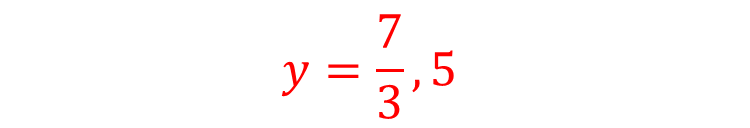 y = 7/3, 5